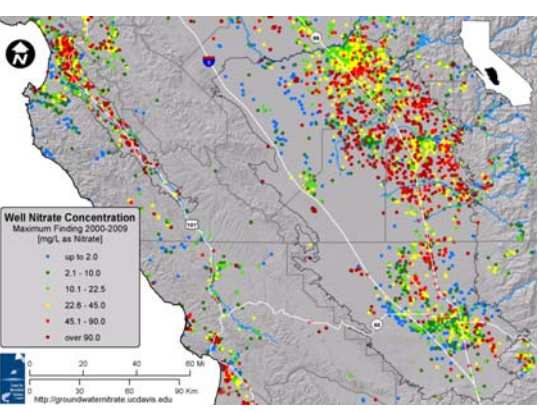 Well Nitrate Concentration
Maximum Finding 2000-2009
[mg/L as Nitrate]
up to 2.0
2.1 - 10.0
10.1 - 22.5
22.6 - 45.0
45.1 - 90.0
over 90.0
5
99
101
58
0 20 40 60 Mi
0 30 60 90 Km
http://groundwaternitrate.ucdavis.edu